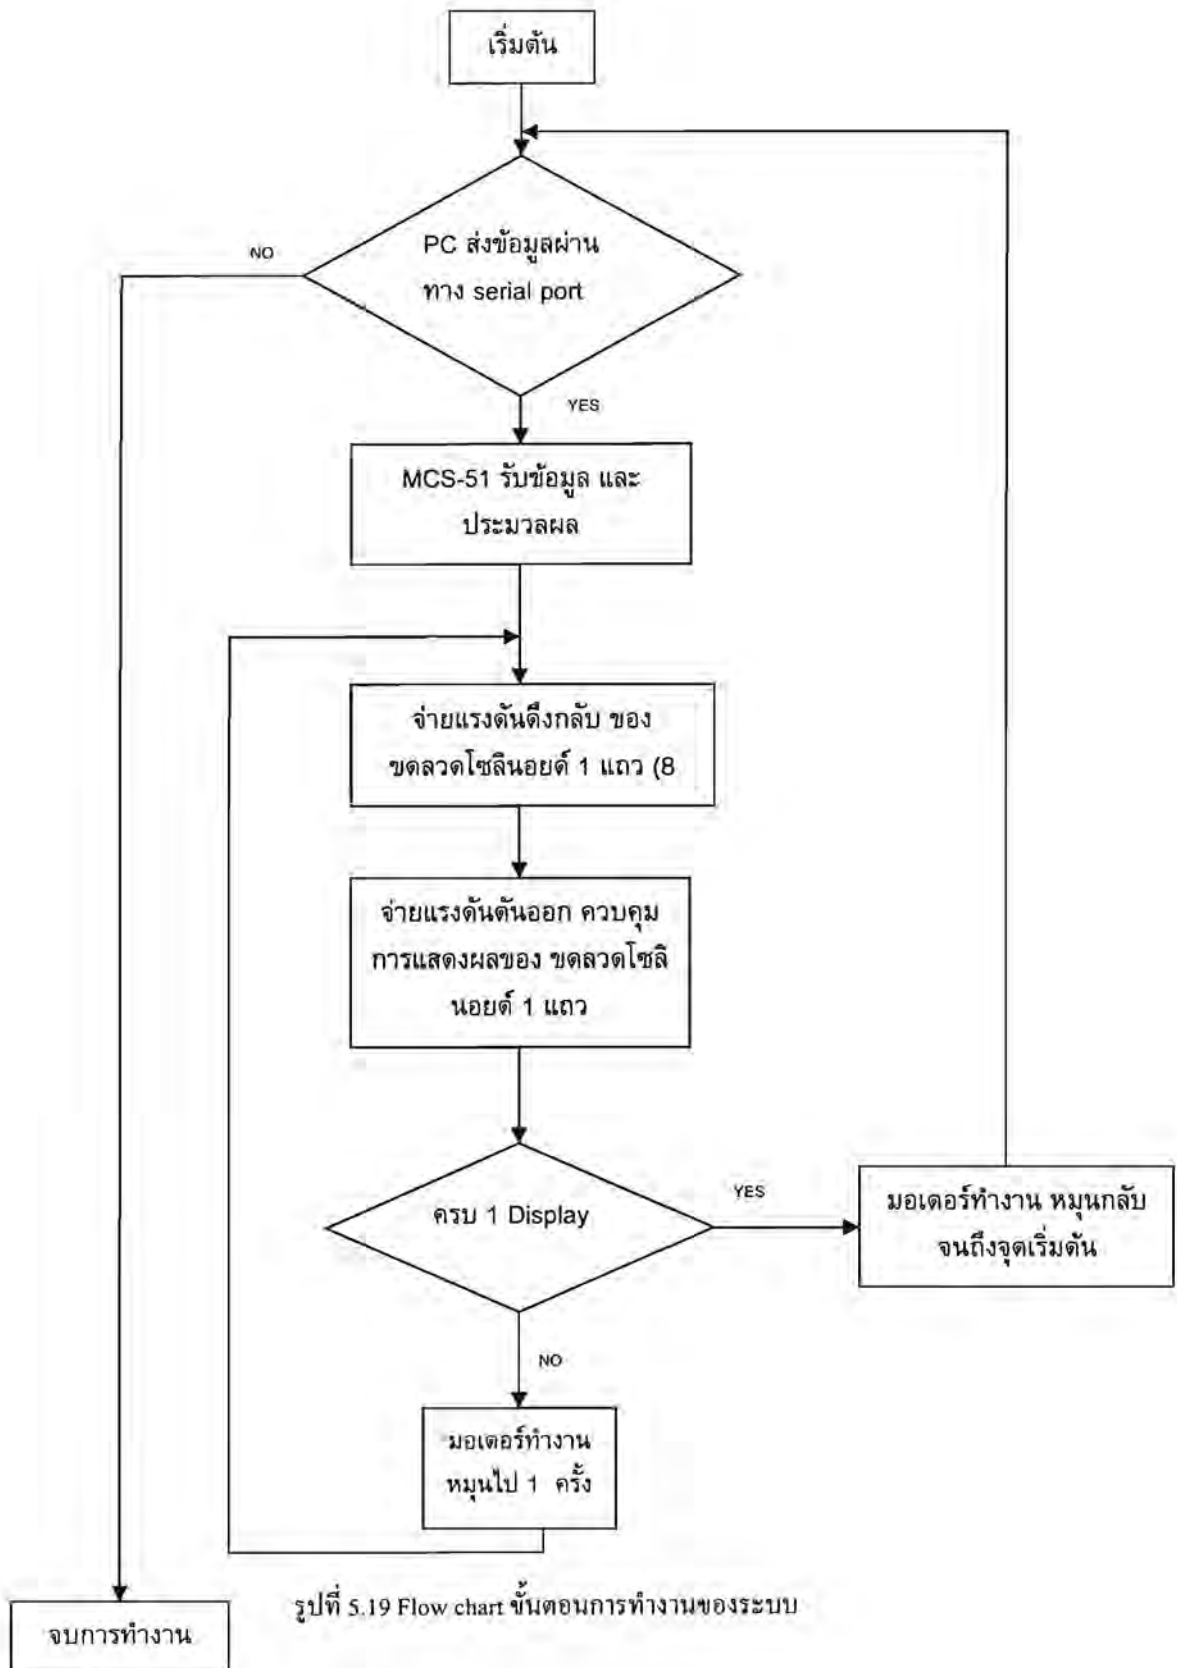 เริ่มต้น
PC ส่งข้อมูลผ่าน
ทาง serial port
NO
YES
MCS-51 รับข้อมูล และ
ประมวลผล
จ่ายแรงดันดึงกลับ ของ
ขดลวดโซลินอยด์ 1 แถว (8
จ่ายแรงดันดันออก ควบคุม
การแสดงผลของ ขดลวดโซลิ
นอยด์ 1 แถว
ครบ 1 Display
YES
มอเตอร์ทำงาน หมุนกลับ
จนถึงจุดเริ่มต้น
NO
มอเตอร์ทำงาน
หมุนไป 1 ครั้ง
รูปที่ 5.19 Flow chart ขั้นตอนการทำงานของระบบ
จบการทำงาน